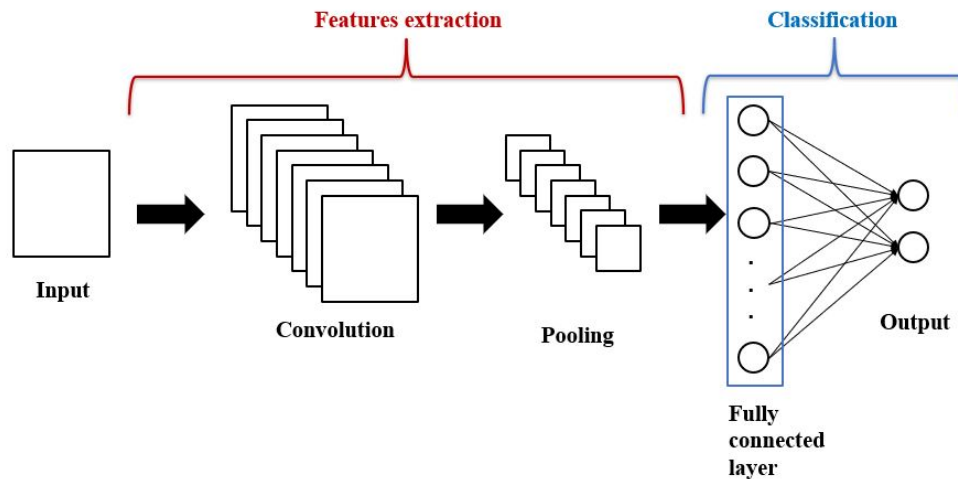 Features extraction
Classification
Input
Convolution
Pooling
Output
Fully
connected
layer